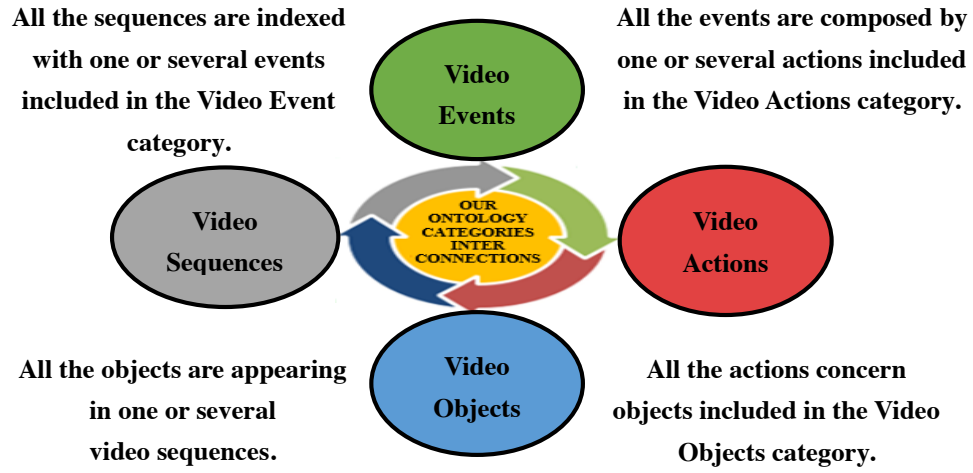 All the sequences are indexed
with one or several events
included in the Video Event
category.
Video
Events
All the events are composed by
one or several actions included
in the Video Actions category.
Video
Sequences
OUR
ONTOLOGY
CATEGORIES
INTER
CONNECTIONS
Video
Actions
All the objects are appearing
in one or several
video sequences.
Video
Objects
All the actions concern
objects included in the Video
Objects category.